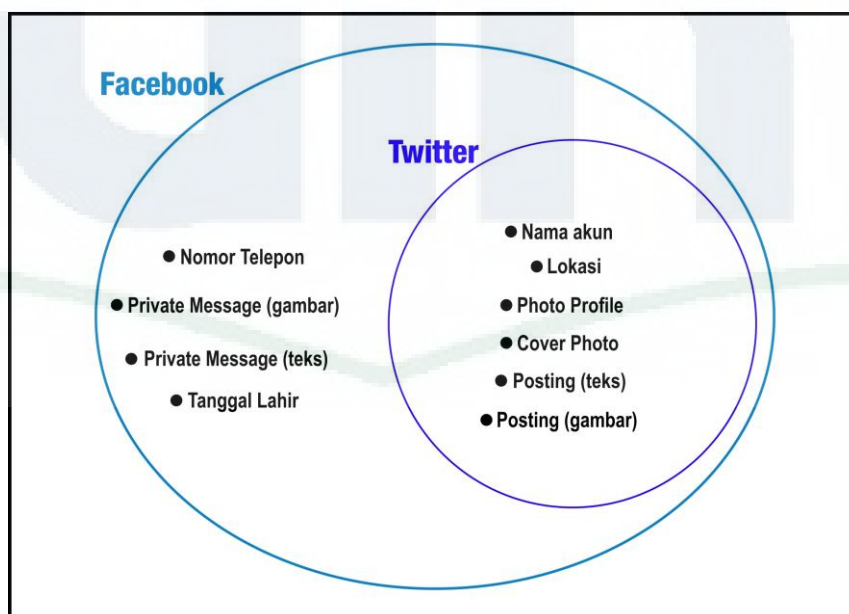 Facebook
Twitter
Nomor Telepon
Private Message (gambar)
Private Message (teks)
Tanggal Lahir
Nama akun
Lokasi
Photo Profile
Cover Photo
Posting (teks)
Posting (gambar)